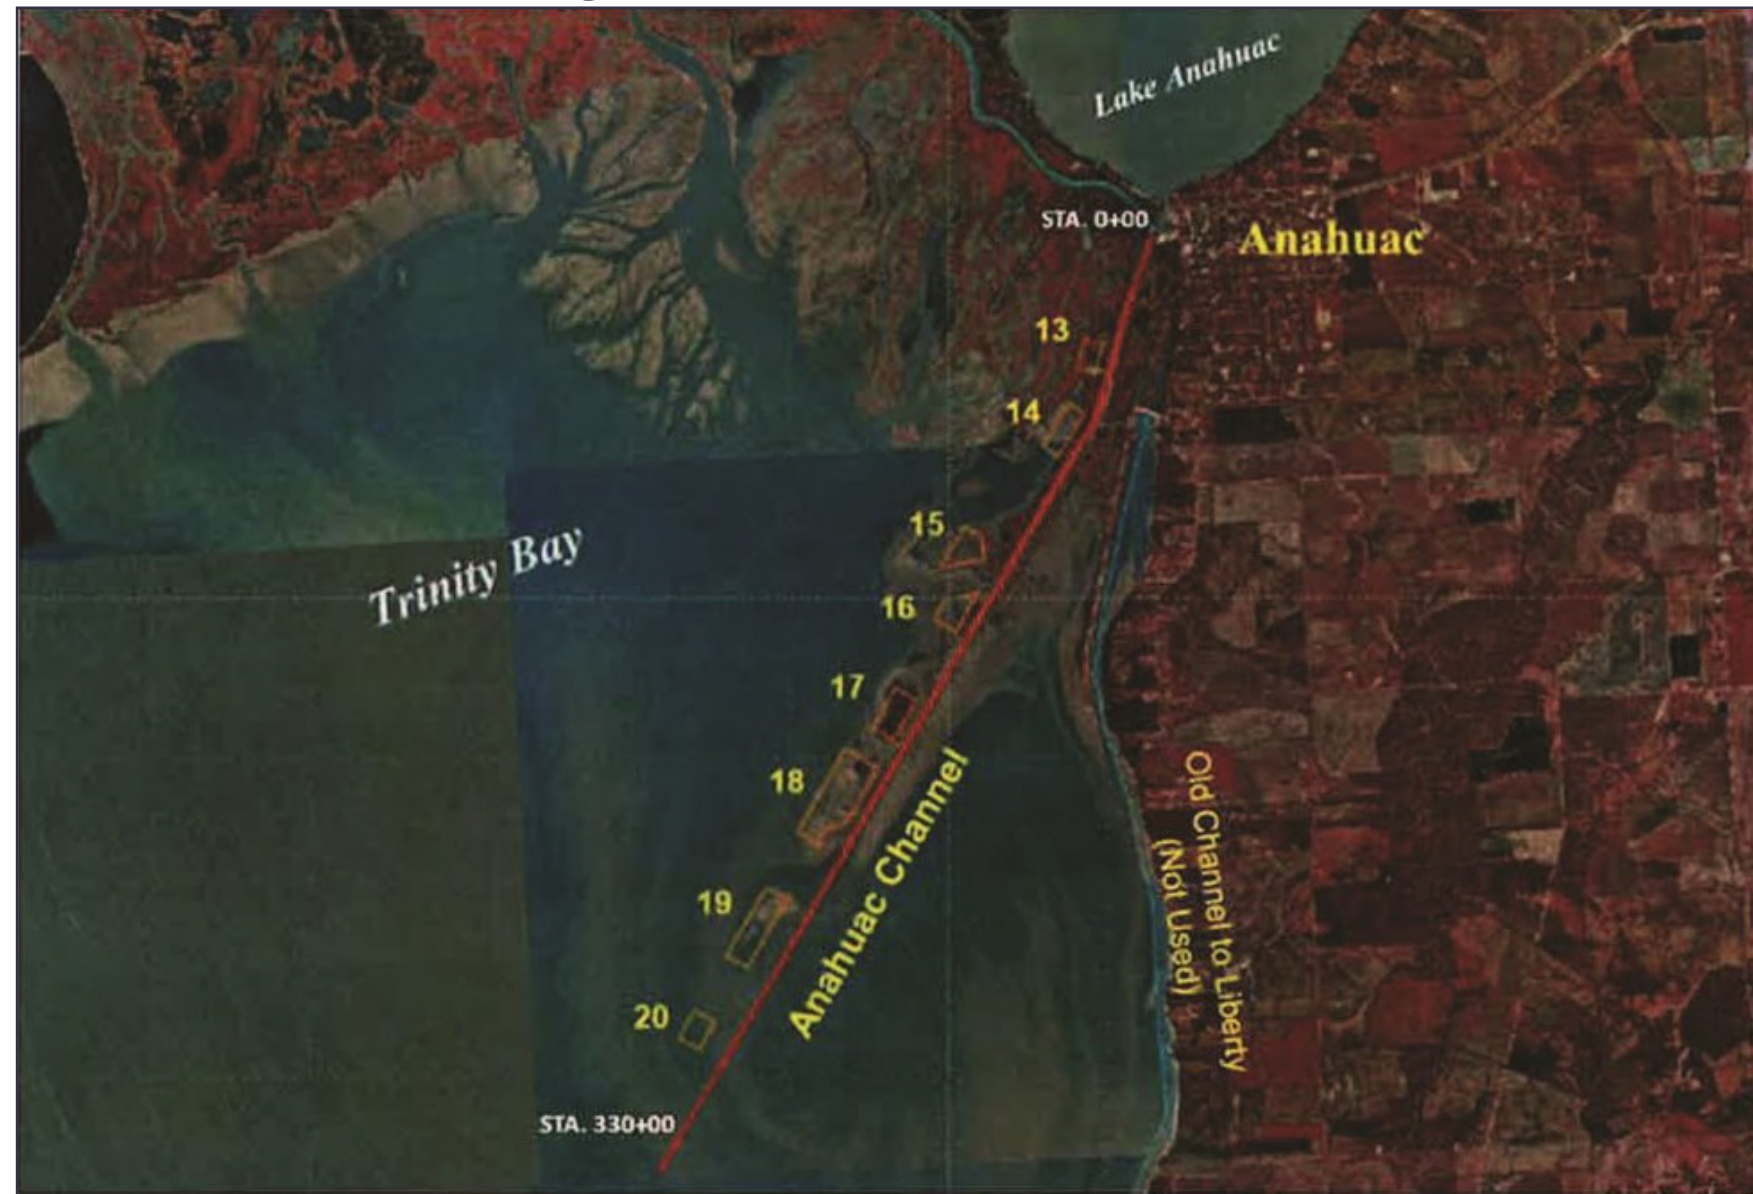 Lake Anahuac
STA. 0+00
Anahuac
13
14
15
Trinity Bay
16
17
18
Anahuac Channel
Old Channel to Liberty
(Not Used)
19
20
STA. 330+00